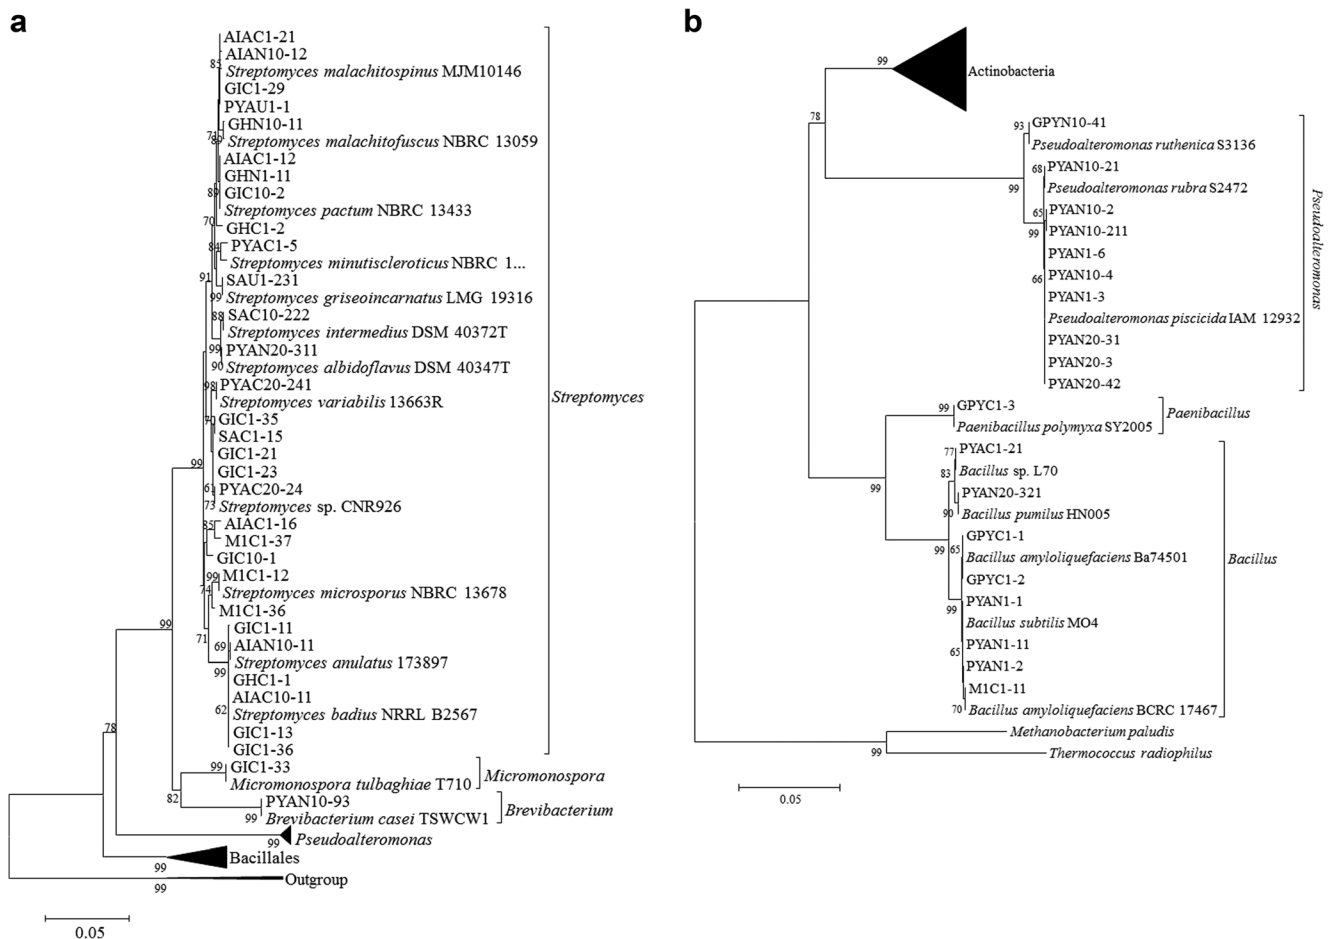 a
AIAC1-21
AIAN10-12
85
Streptomyces malachitospinus MJM10146
GIC1-29
PYAU1-1
GHN10-11
71
Streptomyces malachitofuscus NBRC 13059
AIAC1-12
GHN1-11
GIC10-2
89
Streptomyces pactum NBRC 13433
70
GHC1-2
PYAC1-5
84
Streptomyces minutiscleroticus NBRC 1...
91
SAU1-231
99
Streptomyces griseoincarnatus LMG 19316
SAC10-222
88
Streptomyces intermedius DSM 40372T
99
PYAN20-311
90
Streptomyces albidoflavus DSM 40347T
98
PYAC20-241
Streptomyces variabilis 13663R
GIC1-35
SAC1-15
GIC1-21
GIC1-23
99
61
PYAC20-24
73
Streptomyces sp. CNR926
85
AIAC1-16
M1C1-37
GIC10-1
99
M1C1-12
74
Streptomyces microsporus NBRC 13678
M1C1-36
99
GIC1-11
71
69
AIAN10-11
Streptomyces anulatus 173897
99
GHC1-1
AIAC10-11
62
Streptomyces badius NRRL B2567
GIC1-13
78
GIC1-36
Streptomyces
99
GIC1-33
Micromonospora tulbaghiae T710
Micromonospora
82
PYAN10-93
99
Brevibacterium casei TSWCW1
Brevibacterium
99
Pseudoalteromonas
99
Bacillales
99
Outgroup
0.05
b
99
Actinobacteria
78
93
GPYN10-41
Pseudoalteromonas ruthenica S3136
68
PYAN10-21
99
Pseudoalteromonas rubra S2472
65
PYAN10-2
99
PYAN10-211
PYAN1-6
66
PYAN10-4
PYAN1-3
Pseudoalteromonas piscicida IAM 12932
PYAN20-31
PYAN20-3
PYAN20-42
Pseudoalteromonas
99
GPYC1-3
Paenibacillus polymyxa SY2005
Paenibacillus
77
PYAC1-21
83
Bacillus sp. L70
99
PYAN20-321
90
Bacillus pumilus HN005
GPYC1-1
99
65
Bacillus amyloliquefaciens Ba74501
GPYC1-2
99
PYAN1-1
Bacillus subtilis MO4
65
PYAN1-11
PYAN1-2
M1C1-11
70
Bacillus amyloliquefaciens BCRC 17467
Bacillus
Methanobacterium paludis
99
Thermococcus radiophilus
0.05